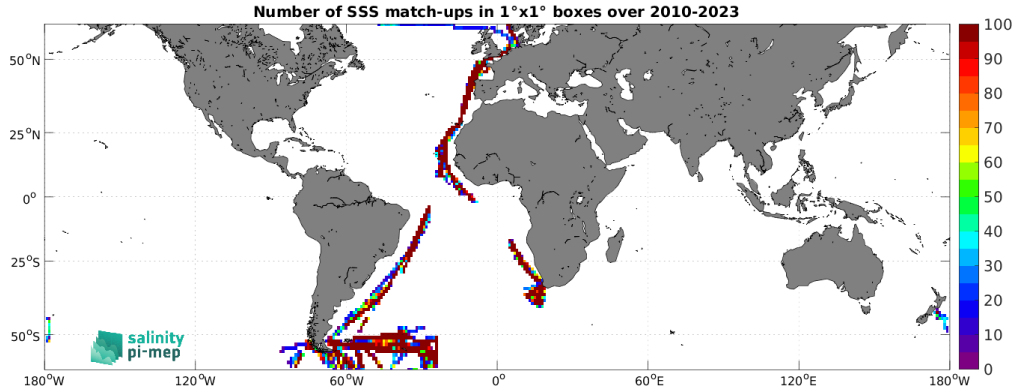 Number of SSS match-ups in 1°x1° boxes over 2010-2023
50°N
25°N
0°
25°S
50°S
180°W
120°W
60°W
0°
60°E
120°E
180°W
100
90
80
70
60
50
40
30
20
10
0
salinity
pi-mep